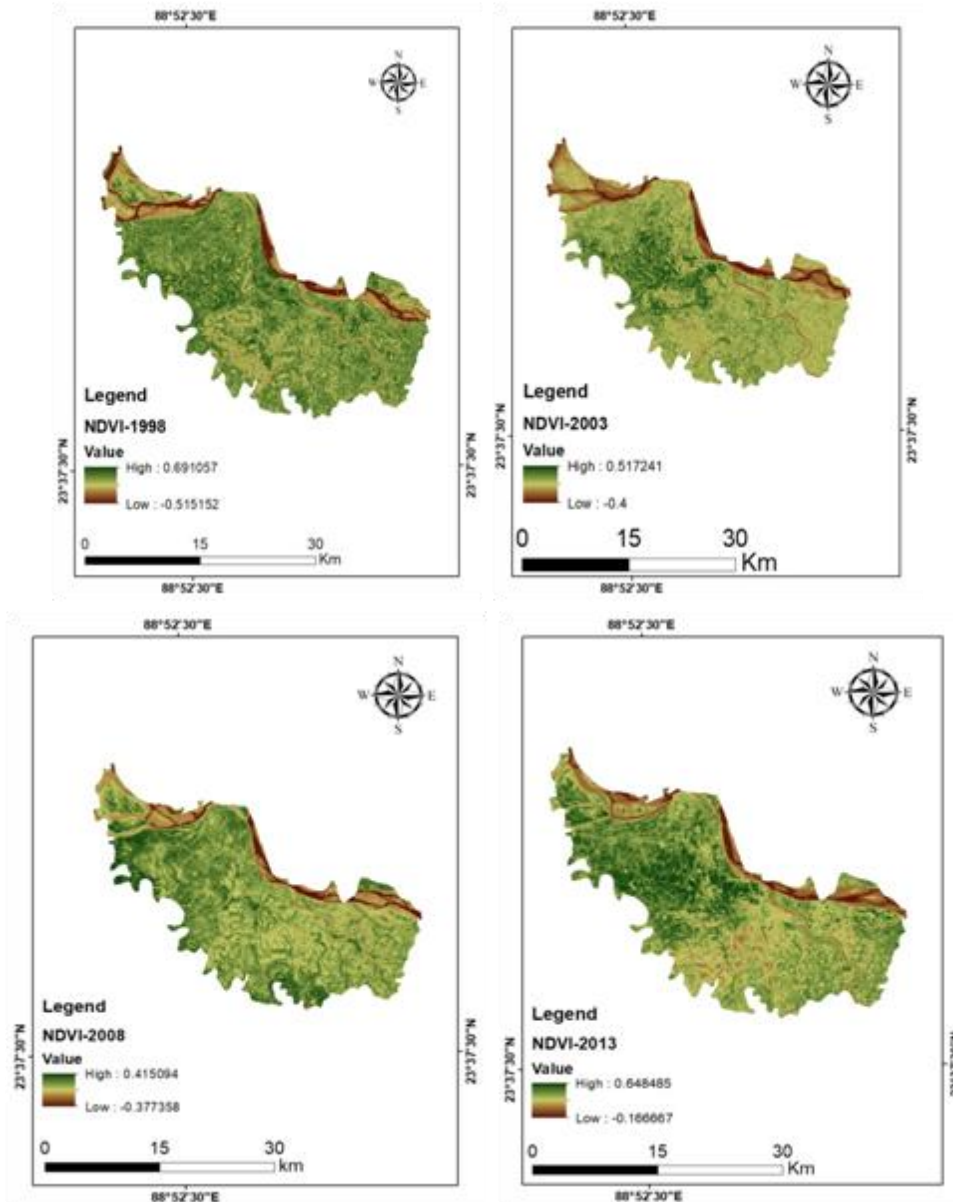 88°52'30"E
N
W E
S
Legend
NDVI-1998
Value
High : 0.691057
Low : -0.515152
23°37'30"N
23°37'30"N
0 15 30
Km
88°52'30"E
88°52'30"E
N
W E
S
Legend
NDVI-2003
Value
High : 0.517241
Low : -0.4
23°37'30"N
23°37'30"N
0 15 30
Km
88°52'30"E
88°52'30"E
N
W E
S
Legend
NDVI-2008
Value
High : 0.415094
Low : -0.377358
23°37'30"N
23°37'30"N
0 15 30
km
88°52'30"E
88°52'30"E
N
W E
S
Legend
NDVI-2013
Value
High : 0.648485
Low : -0.166667
23°37'30"N
23°37'30"N
0 15 30
Km
88°52'30"E